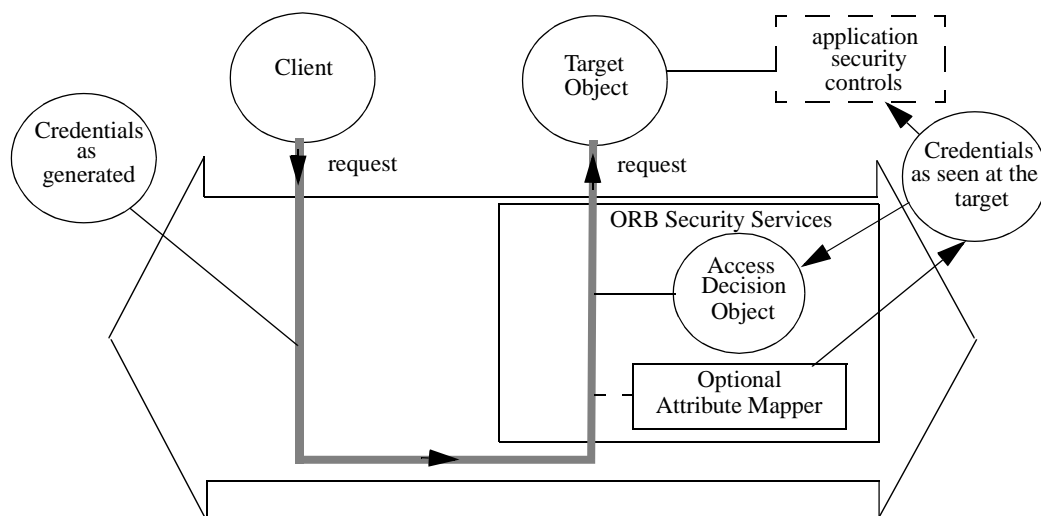 Client
Target
Object
application
security
controls
Credentials
as
generated
request
request
Credentials
as seen at the
target
ORB Security Services
Access
Decision
Object
Optional
Attribute Mapper